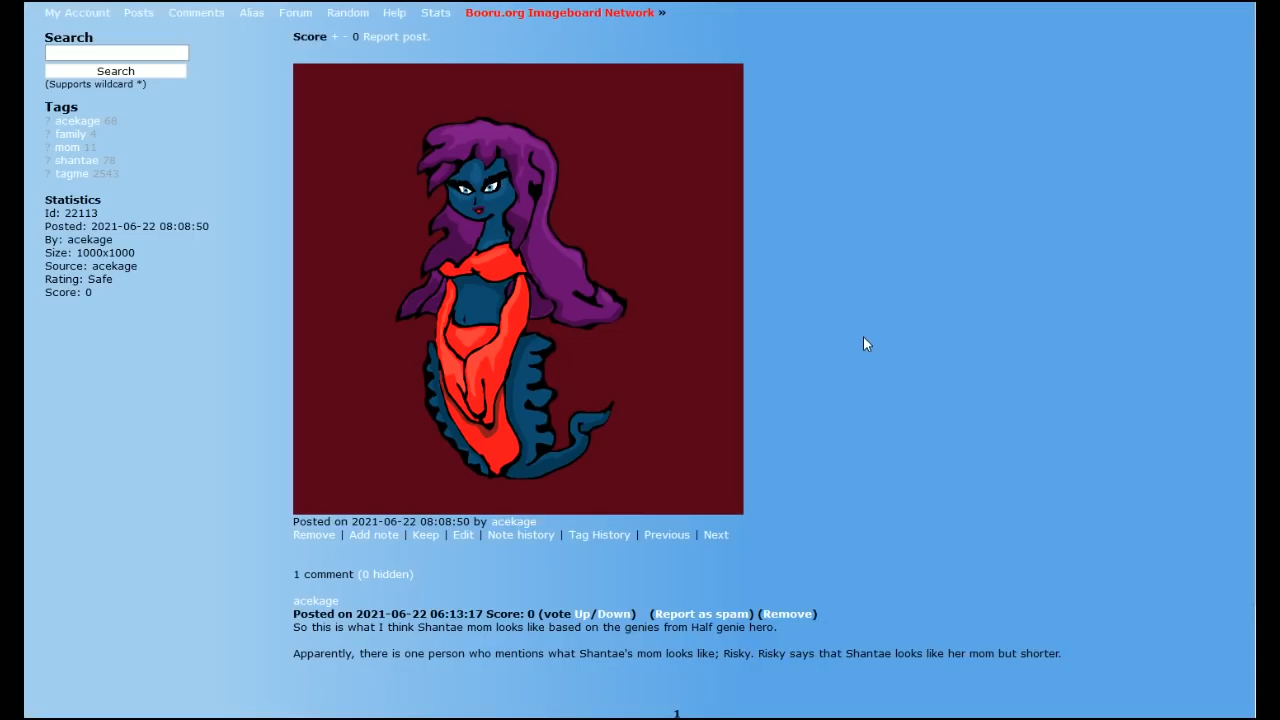 My Account Posts Comments Alias Forum Random Help Stats Booru.org Imageboard Network »
Search
Search
(Supports wildcard *)
Tags
? acekage 68
? family 4
? mom 11
? shantae 78
? tagme 2543
Statistics
Id: 22113
Posted: 2021-06-22 08:08:50
By: acekage
Size: 1000x1000
Source: acekage
Rating: Safe
Score: 0
Score + - 0 Report post.
Posted on 2021-06-22 08:08:50 by acekage
Remove | Add note | Keep | Edit | Note history | Tag History | Previous | Next
1 comment (0 hidden)
acekage
Posted on 2021-06-22 06:13:17 Score: 0 (vote Up/Down) (Report as spam) (Remove)
So this is what I think Shantae mom looks like based on the genies from Half genie hero.
Apparently, there is one person who mentions what Shantae's mom looks like; Risky. Risky says that Shantae looks like her mom but shorter.
1